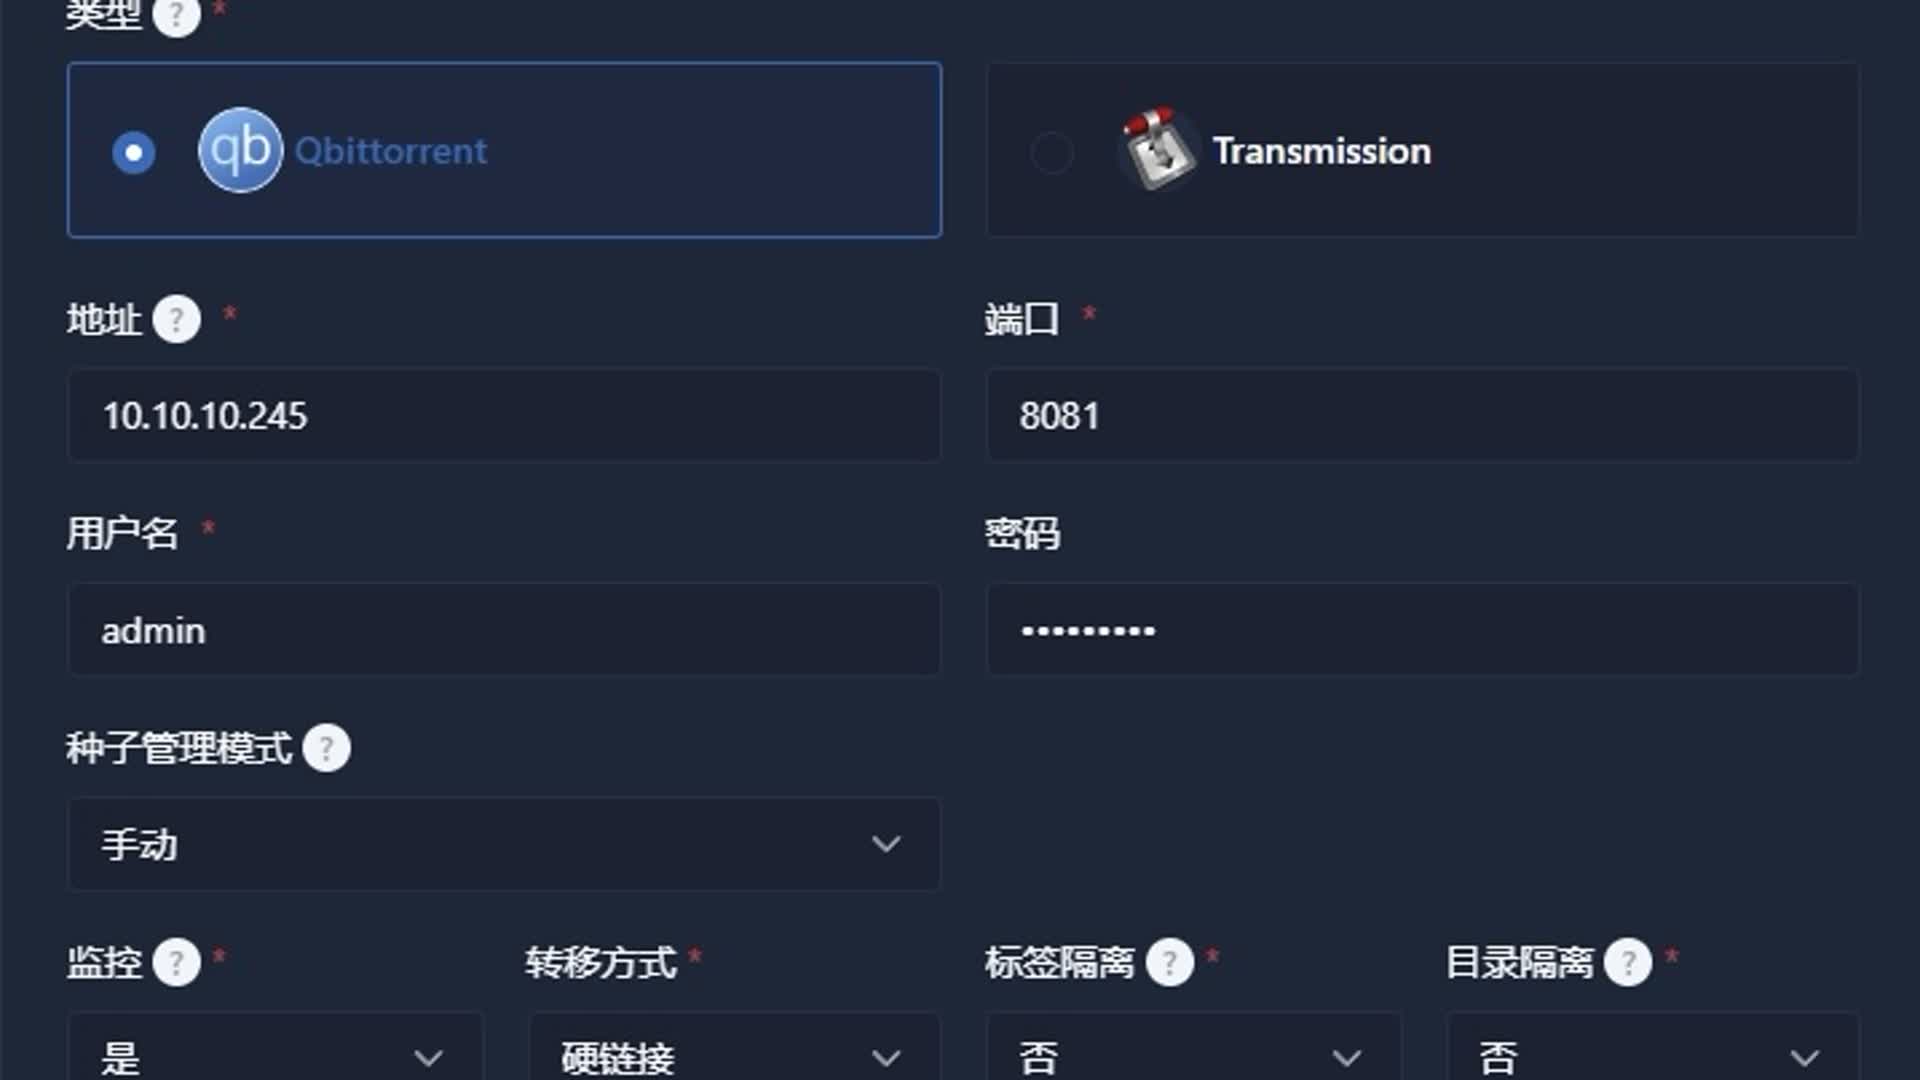 类型 ? *
qb Qbittorrent
Transmission
地址 ? *
端口 *
10.10.10.245
8081
用户名 *
密码
admin
•••••••••
种子管理模式 ?
手动
监控 ? *
转移方式 *
标签隔离 ? *
目录隔离 ? *
是
硬链接
否
否